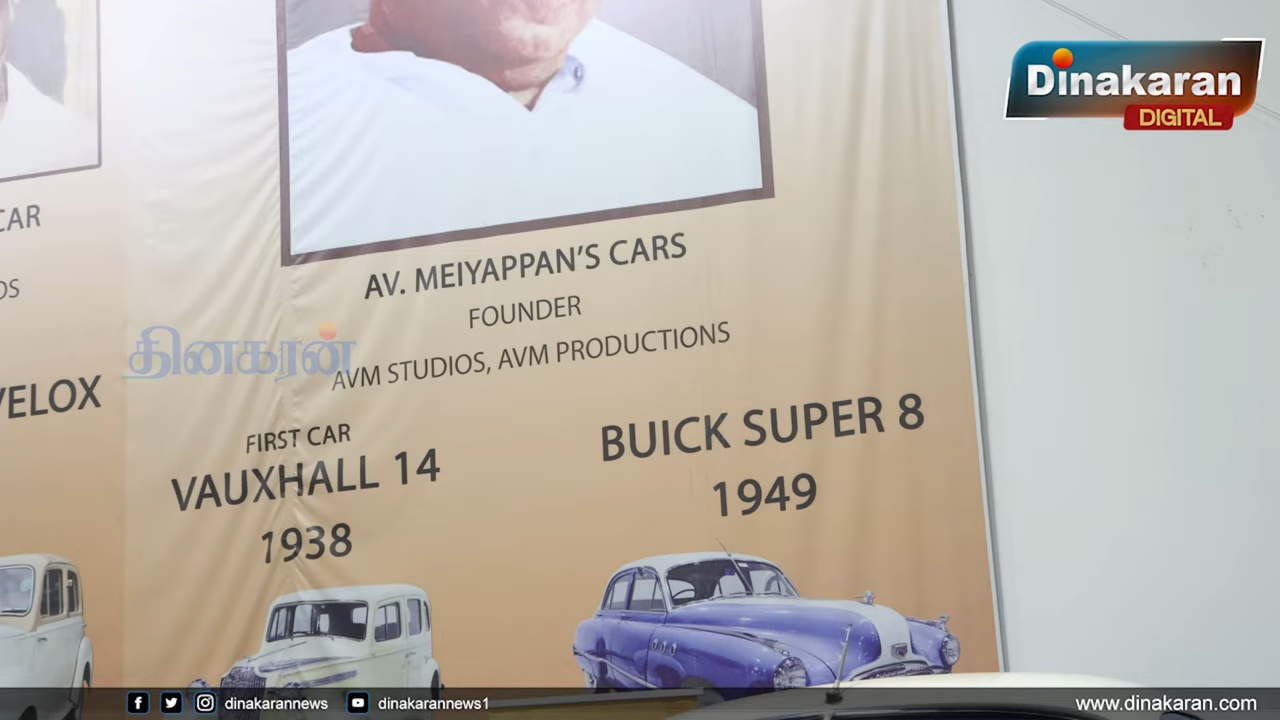 Dinakaran
DIGITAL
CAR
AV. MEIYAPPAN'S CARS
FOUNDER
AVM STUDIOS, AVM PRODUCTIONS
தினகரன்
VELOX
FIRST CAR
VAUXHALL 14
1938
BUICK SUPER 8
1949
dinakarannews
dinakarannews1
www.dinakaran.com